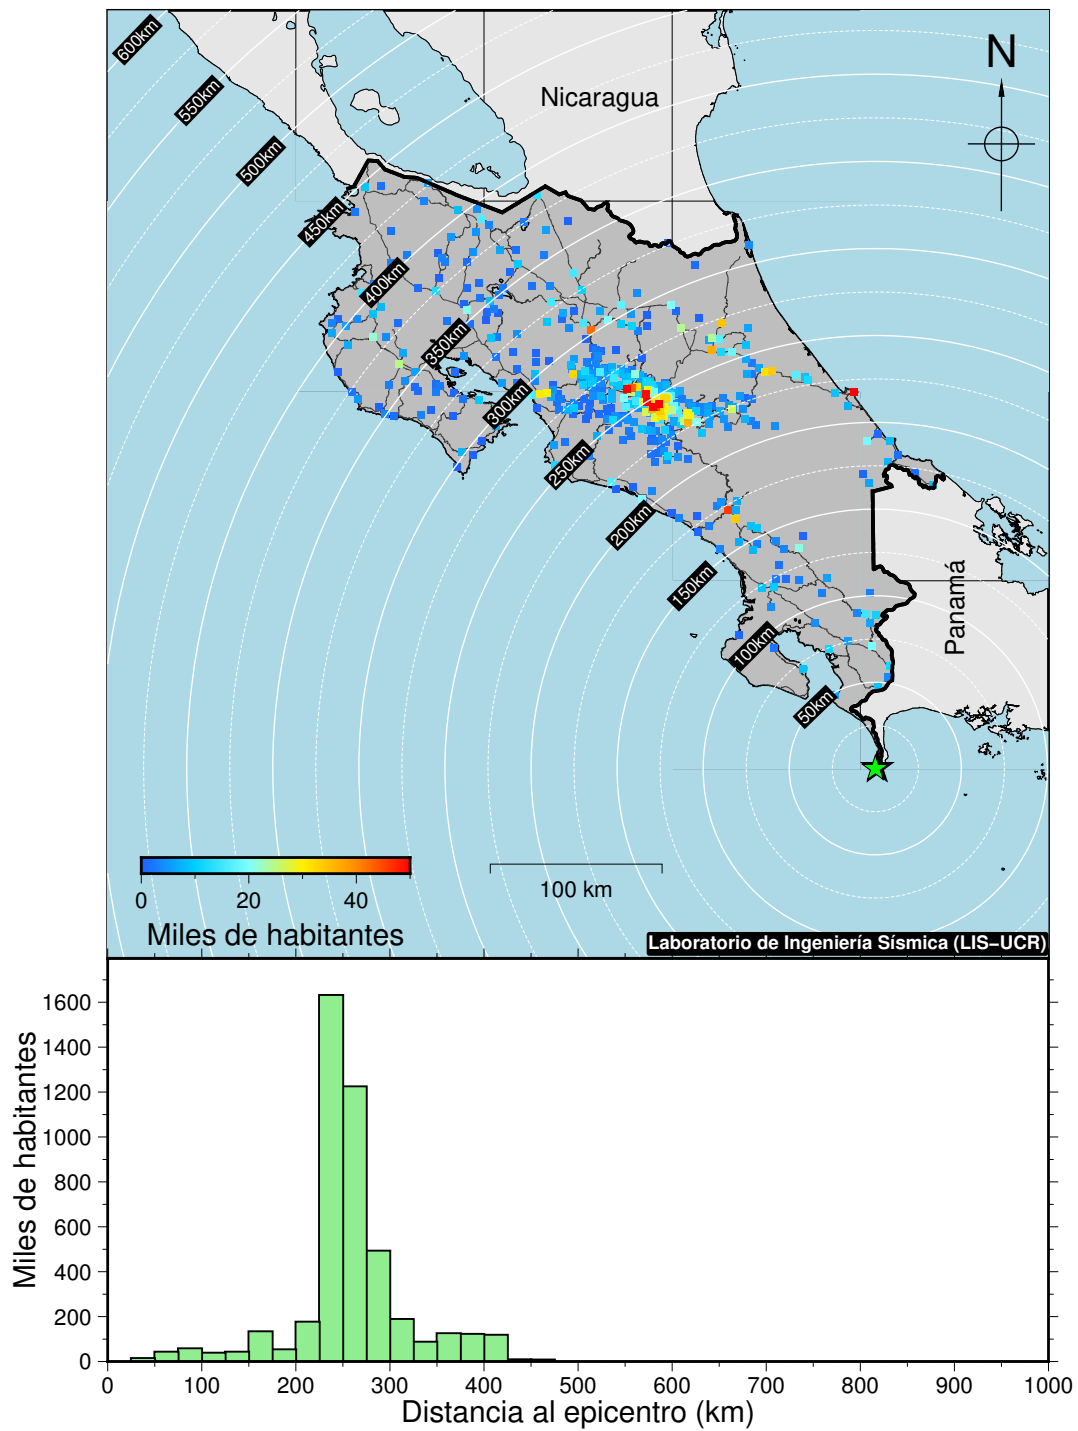 600km
550km
500km
450km
400km
350km
300km
250km
200km
150km
100km
50km
Nicaragua
N
Panamá
0 20 40
Miles de habitantes
100 km
Laboratorio de Ingeniería Sísmica (LIS−UCR)
Miles de habitantes
1600
1400
1200
1000
800
600
400
200
0
0 100 200 300 400 500 600 700 800 900 1000
Distancia al epicentro (km)